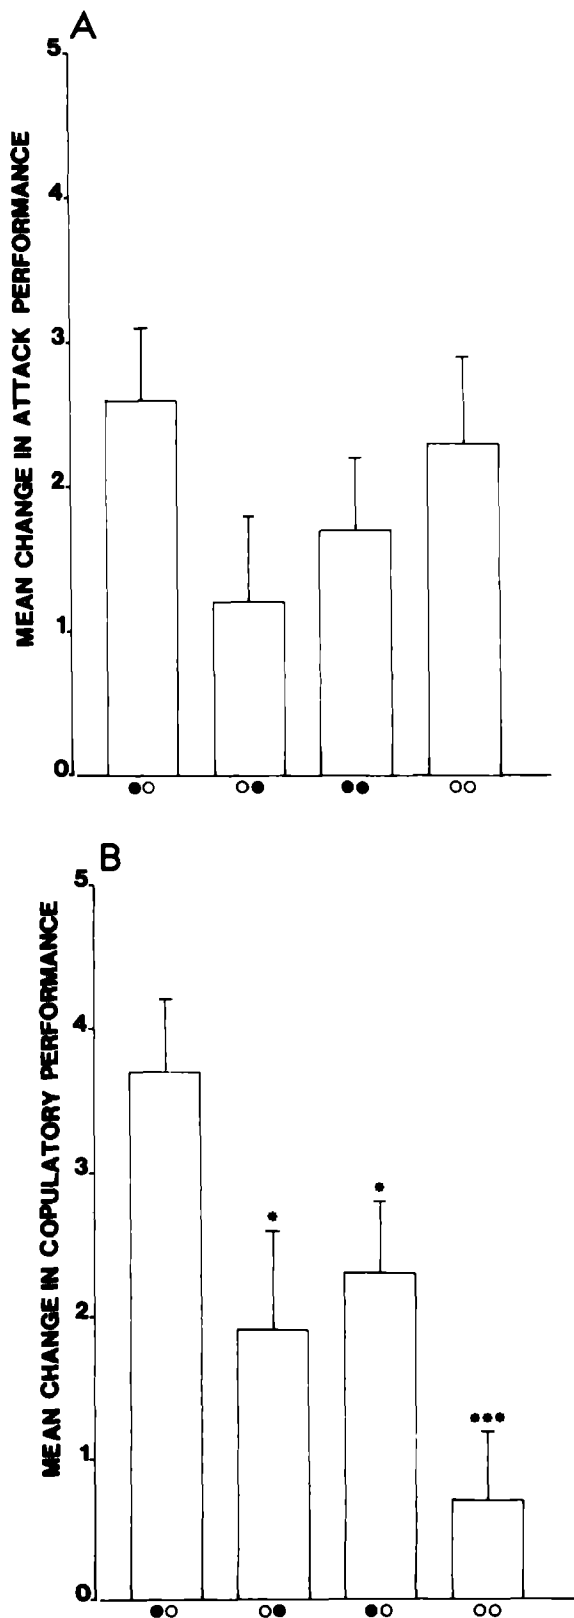 A
MEAN CHANGE IN ATTACK PERFORMANCE
5
4
3
2
1
0
●○ ○● ●● ○○
B
MEAN CHANGE IN COPULATORY PERFORMANCE
5
4
3
2
1
0
* * ***
●○ ○● ●○ ○○